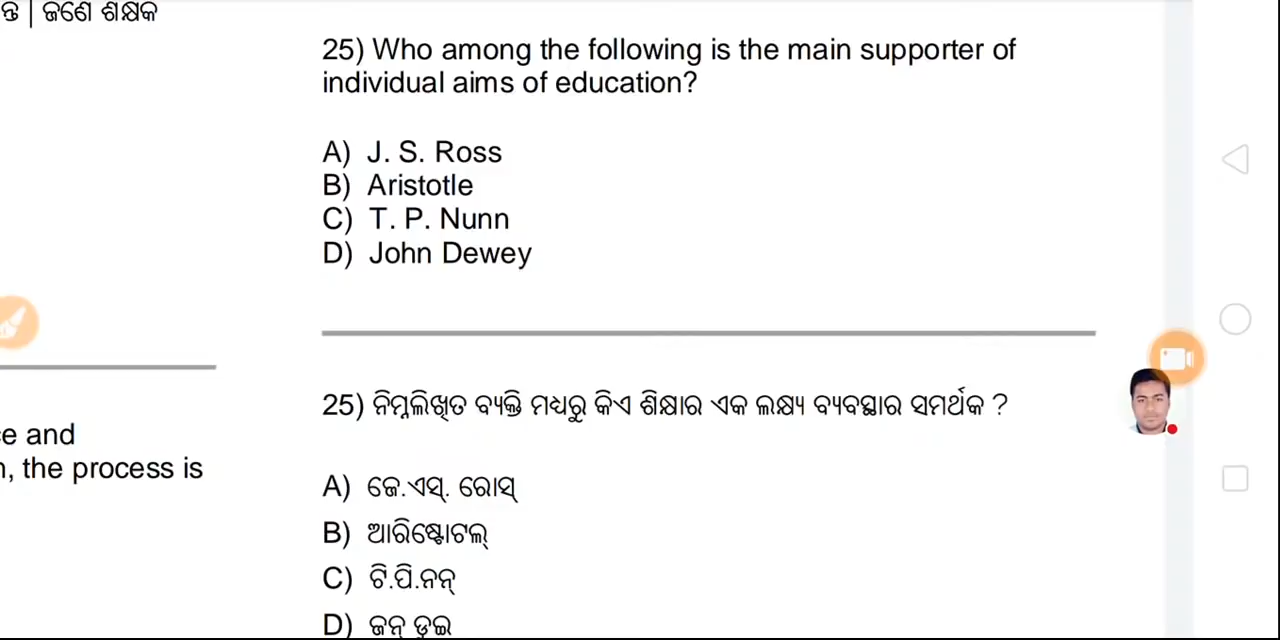 ନ୍ତି | ଜଣେ ଶିକ୍ଷକ
25) Who among the following is the main supporter of
individual aims of education?
A) J. S. Ross
B) Aristotle
C) T. P. Nunn
D) John Dewey
25) ନିମ୍ନଲିଖିତ ବ୍ୟକ୍ତି ମଧ୍ୟରୁ କିଏ ଶିକ୍ଷାର ଏକ ଲକ୍ଷ୍ୟ ବ୍ୟବସ୍ଥାର ସମର୍ଥକ ?
and
the process is
A) ଜେ.ଏସ୍. ରୋସ୍
B) ଆରିଷ୍ଟୋଟଲ୍
C) ଟି.ପି.ନନ୍
D) ଜନ୍ ଡୁଇ